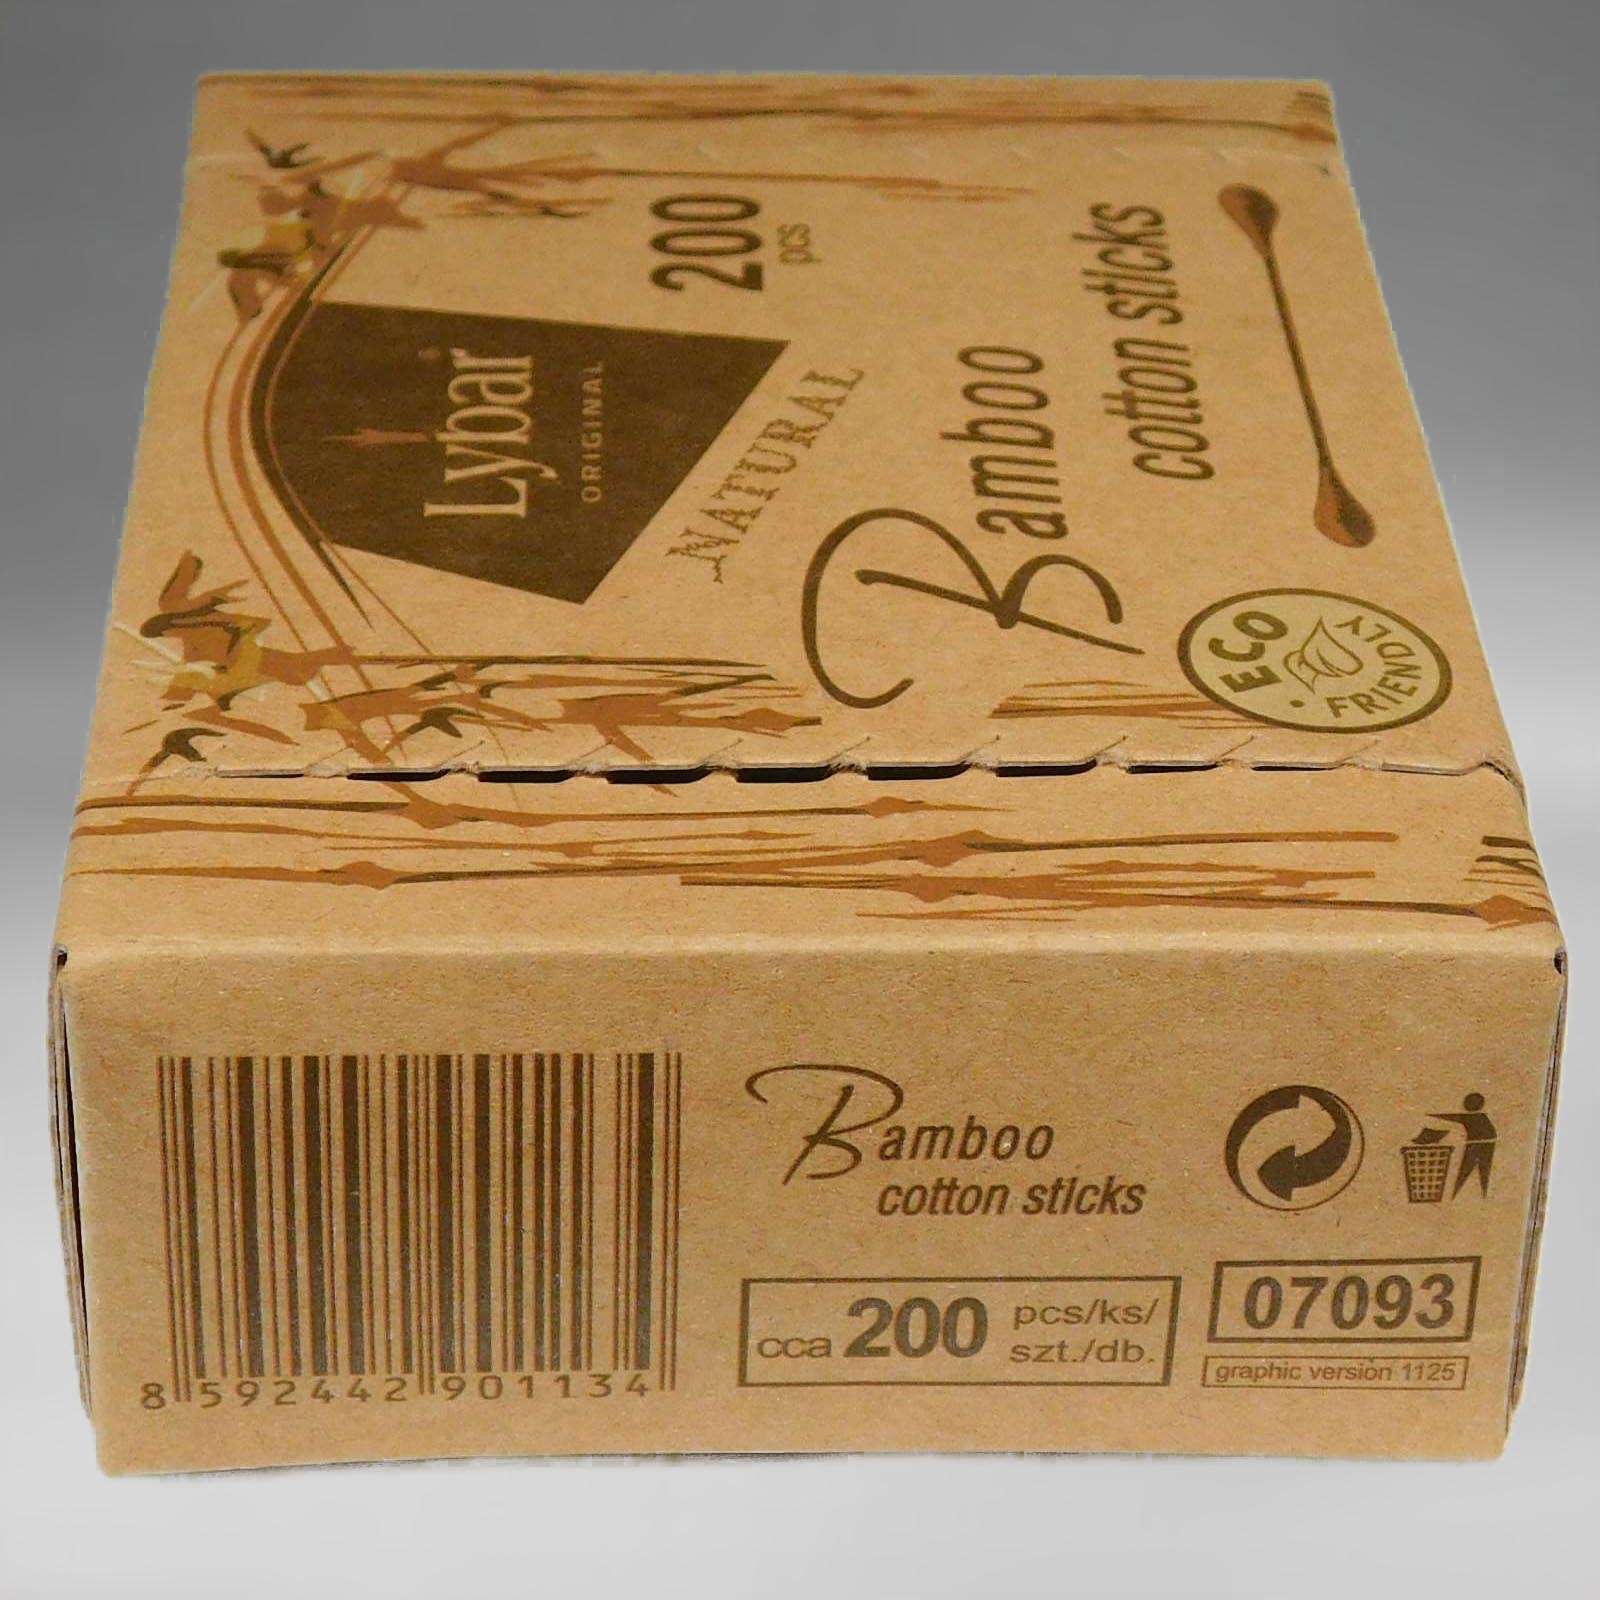 Lybar®
ORIGINAL
200
pcs
NATURAL
Bamboo
cotton sticks
ECO
FRIENDLY
Bamboo
cotton sticks
cca 200 pcs/ks/
szt./db.
07093
graphic version 1125
8 592442 901134